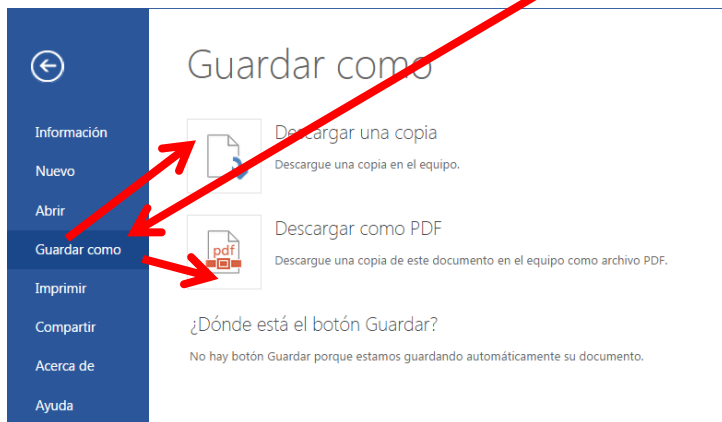 Guardar como
Información
Nuevo
Abrir
Guardar como
Imprimir
Compartir
Acerca de
Ayuda
Descargar una copia
Descargue una copia en el equipo.
pdf
Descargar como PDF
Descargue una copia de este documento en el equipo como archivo PDF.
¿Dónde está el botón Guardar?
No hay botón Guardar porque estamos guardando automáticamente su documento.